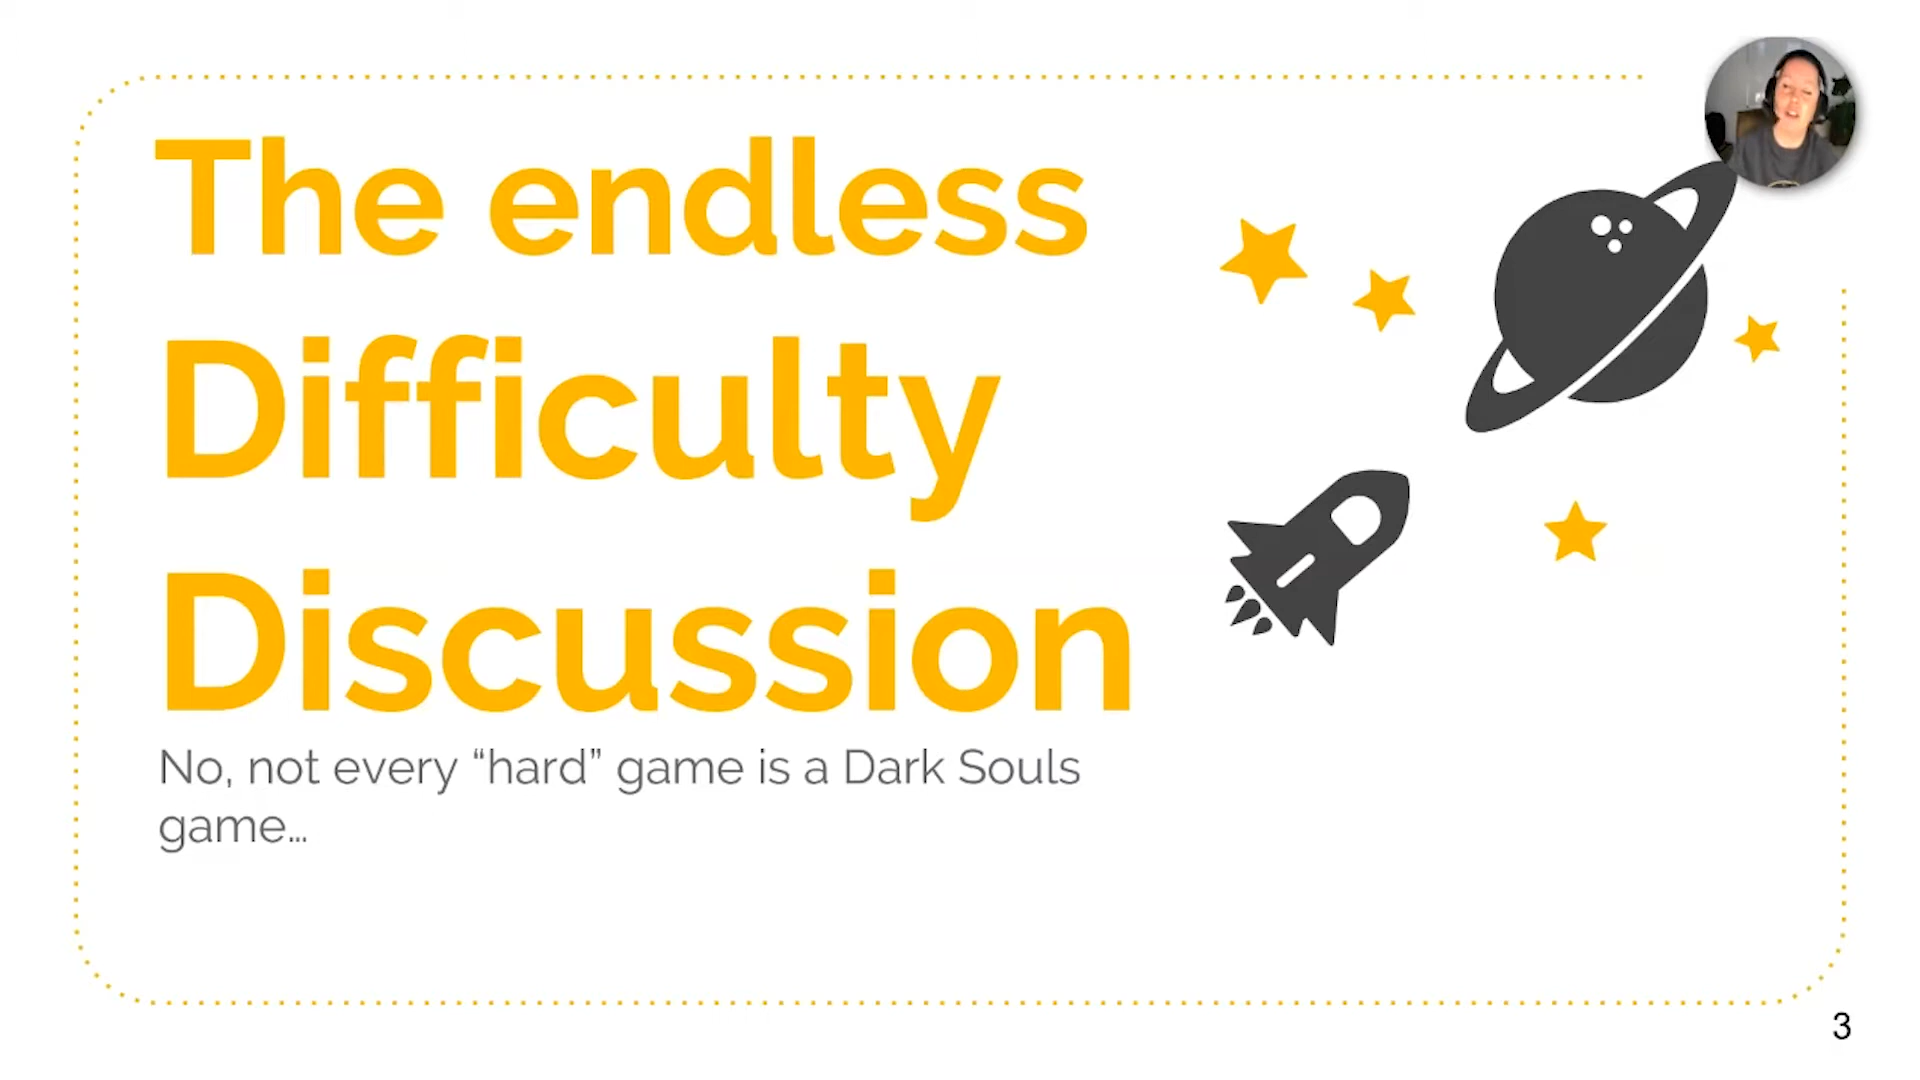 The endless
Difficulty
Discussion
No, not every “hard” game is a Dark Souls
game…
3